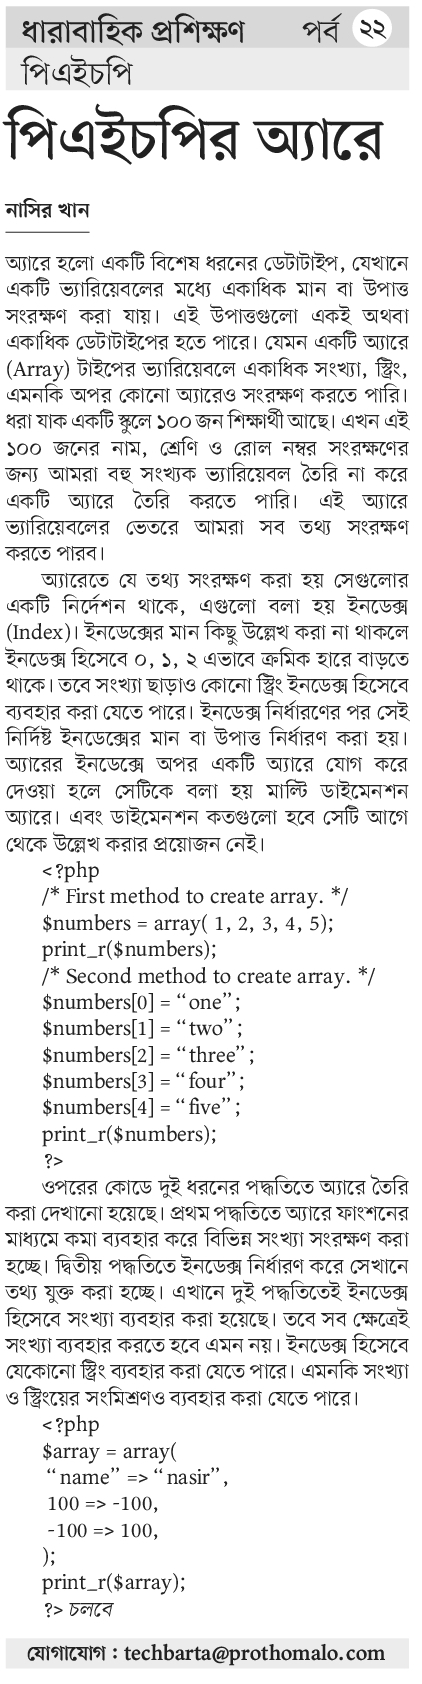 ধারাবাহিক প্রশিক্ষণ পর্ব ২২
পিএইচপি
পিএইচপির অ্যারে
নাসির খান
অ্যারে হলো একটি বিশেষ ধরনের ডেটাটাইপ, যেখানে
একটি ভ্যারিয়েবলের মধ্যে একাধিক মান বা উপাত্ত
সংরক্ষণ করা যায়। এই উপাত্তগুলো একই অথবা
একাধিক ডেটাটাইপের হতে পারে। যেমন একটি অ্যারে
(Array) টাইপের ভ্যারিয়েবলে একাধিক সংখ্যা, স্ট্রিং,
এমনকি অপর কোনো অ্যারেও সংরক্ষণ করতে পারি।
ধরা যাক একটি স্কুলে ১০০ জন শিক্ষার্থী আছে। এখন এই
১০০ জনের নাম, শ্রেণি ও রোল নম্বর সংরক্ষণের
জন্য আমরা বহু সংখ্যক ভ্যারিয়েবল তৈরি না করে
একটি অ্যারে তৈরি করতে পারি। এই অ্যারে
ভ্যারিয়েবলের ভেতরে আমরা সব তথ্য সংরক্ষণ
করতে পারব।
অ্যারেতে যে তথ্য সংরক্ষণ করা হয় সেগুলোর
একটি নির্দেশন থাকে, এগুলো বলা হয় ইনডেক্স
(Index)। ইনডেক্সের মান কিছু উল্লেখ করা না থাকলে
ইনডেক্স হিসেবে ০, ১, ২ এভাবে ক্রমিক হারে বাড়তে
থাকে। তবে সংখ্যা ছাড়াও কোনো স্ট্রিং ইনডেক্স হিসেবে
ব্যবহার করা যেতে পারে। ইনডেক্স নির্ধারণের পর সেই
নির্দিষ্ট ইনডেক্সের মান বা উপাত্ত নির্ধারণ করা হয়।
অ্যারের ইনডেক্সে অপর একটি অ্যারে যোগ করে
দেওয়া হলে সেটিকে বলা হয় মাল্টি ডাইমেনশন
অ্যারে। এবং ডাইমেনশন কতগুলো হবে সেটি আগে
থেকে উল্লেখ করার প্রয়োজন নেই।
<?php
/* First method to create array. */
$numbers = array( 1, 2, 3, 4, 5);
print_r($numbers);
/* Second method to create array. */
$numbers[0] = “one”;
$numbers[1] = “two”;
$numbers[2] = “three”;
$numbers[3] = “four”;
$numbers[4] = “five”;
print_r($numbers);
?>
ওপরের কোডে দুই ধরনের পদ্ধতিতে অ্যারে তৈরি
করা দেখানো হয়েছে। প্রথম পদ্ধতিতে অ্যারে ফাংশনের
মাধ্যমে কমা ব্যবহার করে বিভিন্ন সংখ্যা সংরক্ষণ করা
হচ্ছে। দ্বিতীয় পদ্ধতিতে ইনডেক্স নির্ধারণ করে সেখানে
তথ্য যুক্ত করা হচ্ছে। এখানে দুই পদ্ধতিতেই ইনডেক্স
হিসেবে সংখ্যা ব্যবহার করা হয়েছে। তবে সব ক্ষেত্রেই
সংখ্যা ব্যবহার করতে হবে এমন নয়। ইনডেক্স হিসেবে
যেকোনো স্ট্রিং ব্যবহার করা যেতে পারে। এমনকি সংখ্যা
ও স্ট্রিংয়ের সংমিশ্রণও ব্যবহার করা যেতে পারে।
<?php
$array = array(
“name” => “nasir”,
100 => -100,
-100 => 100,
);
print_r($array);
?> চলবে
যোগাযোগ : techbarta@prothomalo.com